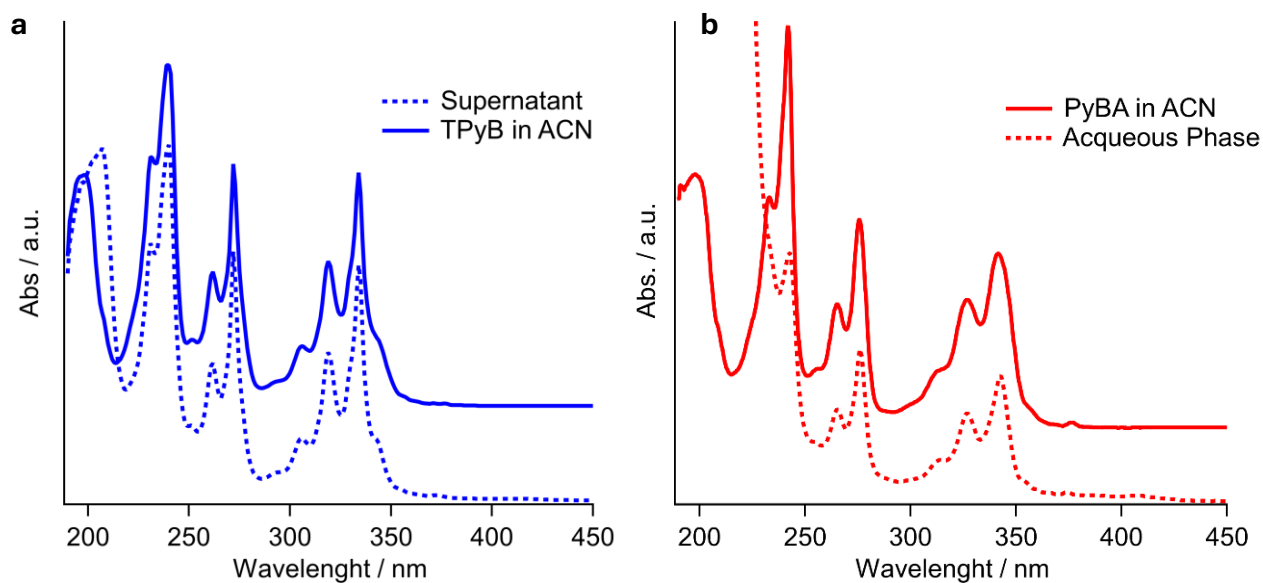 a
Supernatant
TPyB in ACN
Abs / a.u.
200 250 300 350 400 450
Wavelenght / nm
b
PyBA in ACN
Acqueous Phase
Abs. / a.u.
200 250 300 350 400 450
Wavelenght / nm